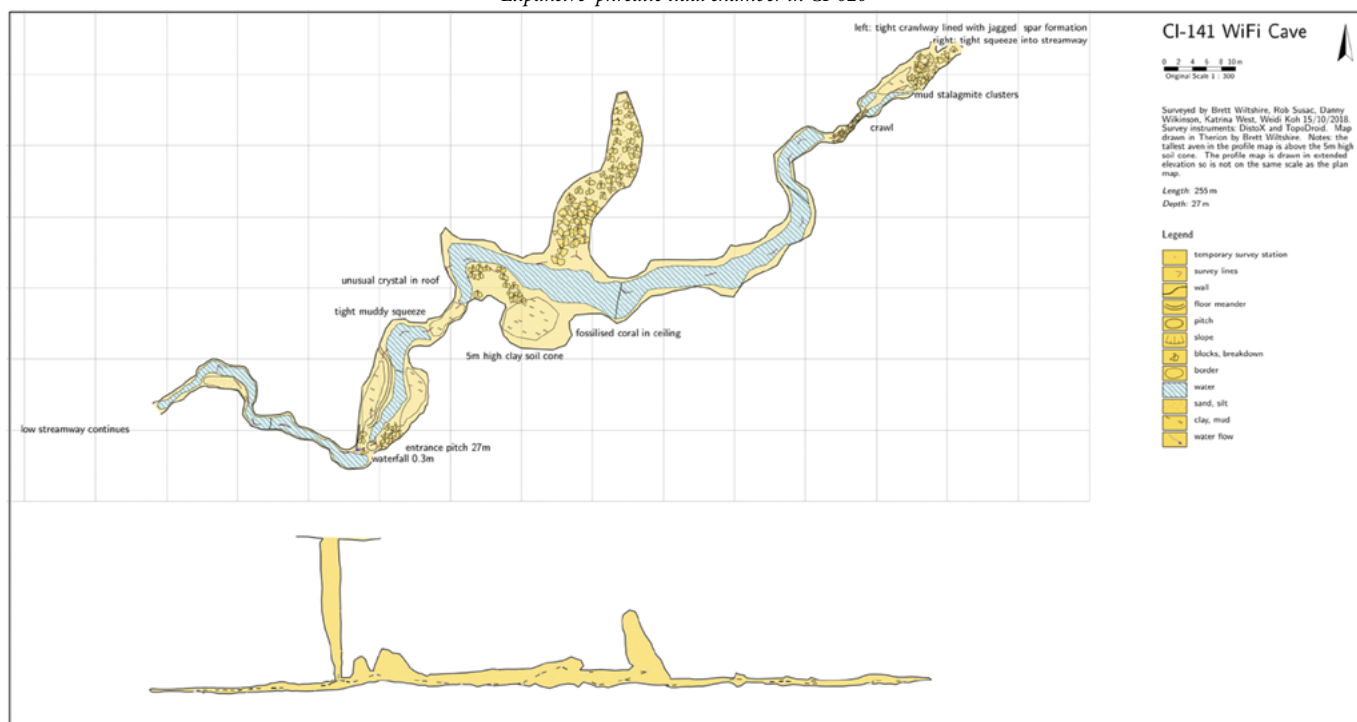 Expansive phreatic tidal chamber in CI-020
left: tight crawlway lined with jagged spar formation
right: tight squeeze into streamway
mud stalagmite clusters
crawl
unusual crystal in roof
tight muddy squeeze
fossilised coral in ceiling
5m high clay soil cone
low streamway continues
entrance pitch 27m
waterfall 0.3m
CI-141 WiFi Cave
0 2 4 6 8 10m
Original Scale 1 : 300
Surveyed by Brett Wiltshire, Rob Susac, Danny
Wilkinson, Katrina West, Weidi Koh 15/10/2018.
Survey instruments: DistoX and TopoDroid. Map
drawn in Therion by Brett Wiltshire. Notes: the
tallest aven in the profile map is above the 5m high
soil cone. The profile map is drawn in extended
elevation so is not on the same scale as the plan
map.
Length: 255 m
Depth: 27 m
Legend
temporary survey station
survey lines
wall
floor meander
pitch
slope
blocks, breakdown
border
water
sand, silt
clay, mud
water flow